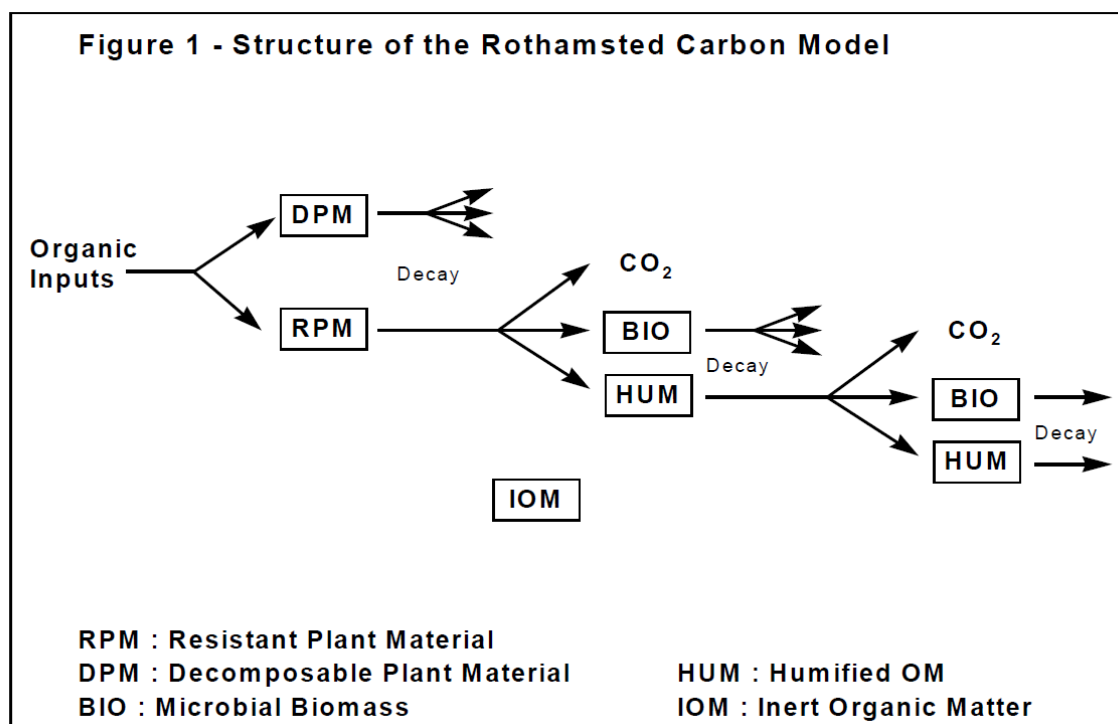 Figure 1 - Structure of the Rothamsted Carbon Model
DPM
Organic
Inputs
Decay
CO₂
RPM
BIO
CO₂
Decay
HUM
BIO
Decay
HUM
IOM
RPM : Resistant Plant Material
DPM : Decomposable Plant Material
HUM : Humified OM
BIO : Microbial Biomass
IOM : Inert Organic Matter